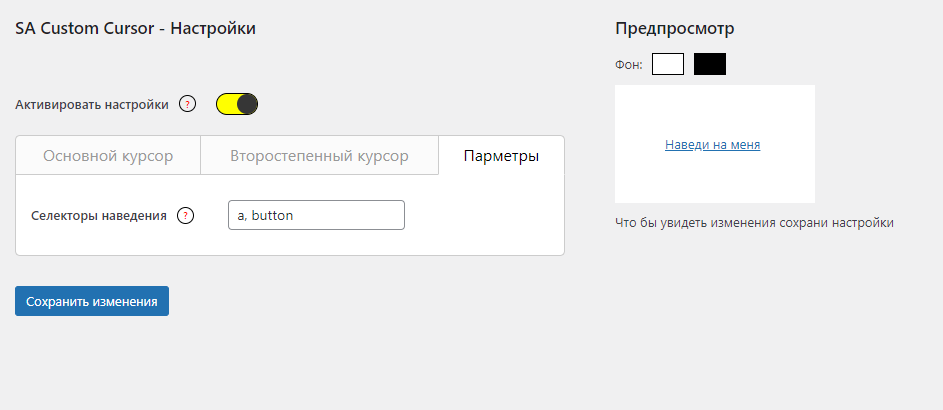 SA Custom Cursor - Настройки
Активировать настройки ?
Основной курсор
Второстепенный курсор
Парметры
Селекторы наведения ?
a, button
Сохранить изменения
Предпросмотр
Фон:
Наведи на меня
Что бы увидеть изменения сохрани настройки